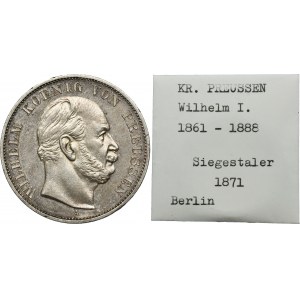 WILHELM KOENIG VON PREUSSEN
KR. PREUSSEN
Wilhelm I.
1861 - 1888
Siegestaler
1871
Berlin